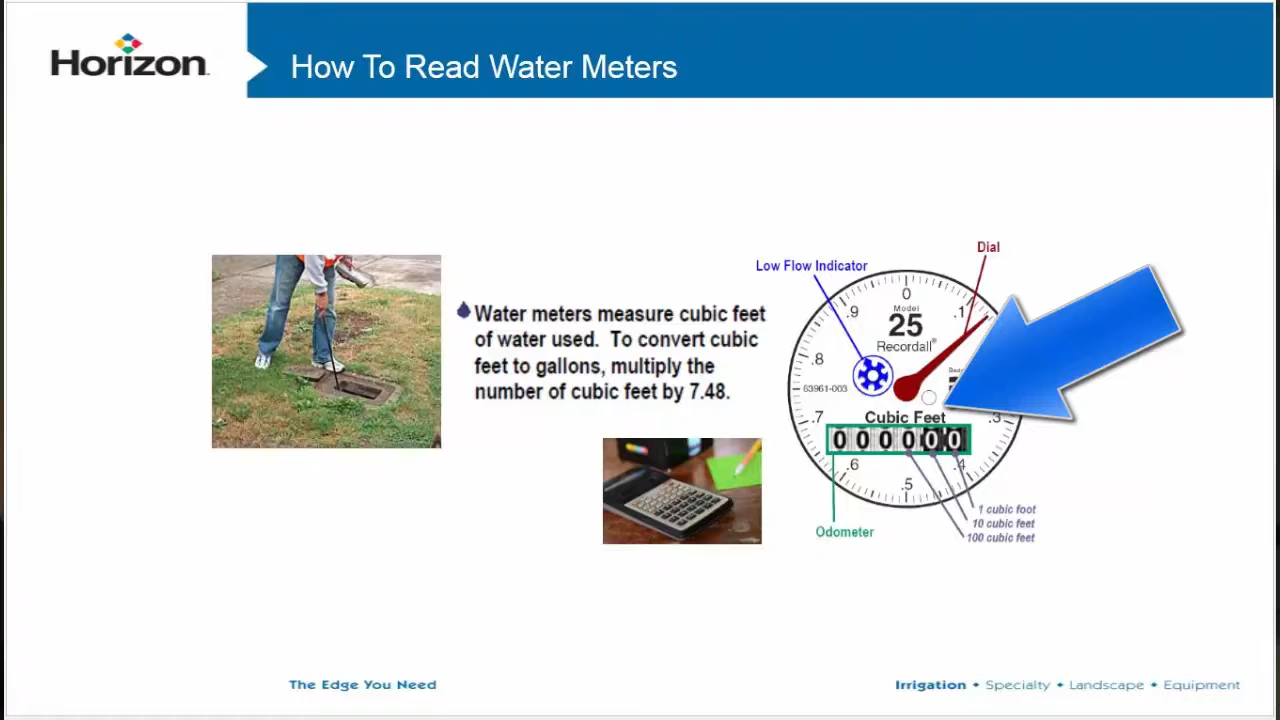 Horizon
How To Read Water Meters
Water meters measure cubic feet
of water used. To convert cubic
feet to gallons, multiply the
number of cubic feet by 7.48.
Dial
Low Flow Indicator
0
.1
.3
.4
.5
.6
.7
.8
.9
Model
25
Recordall®
63961-003
Cubic Feet
0 0 0 0 0 0
Odometer
1 cubic foot
10 cubic feet
100 cubic feet
The Edge You Need
Irrigation • Specialty • Landscape • Equipment